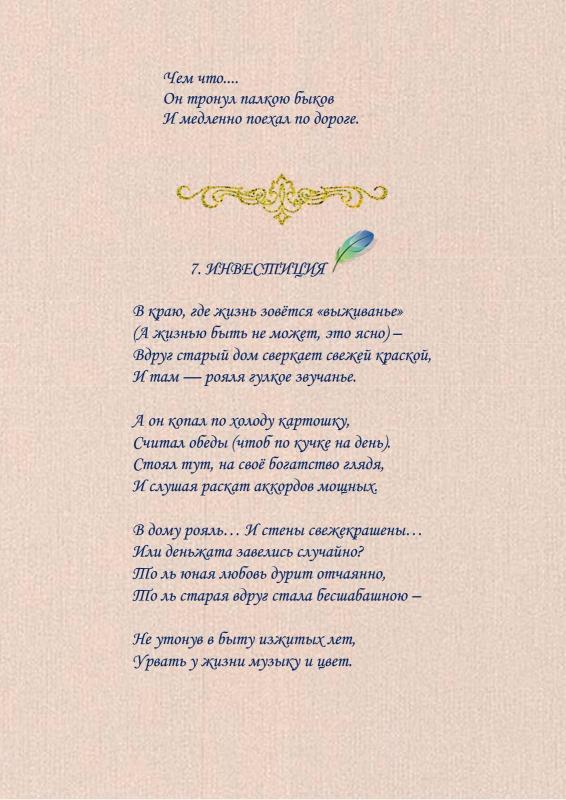 Чем что....
Он тронул палкою быков
И медленно поехал по дороге.
7. ИНВЕСТИЦИЯ
В краю, где жизнь зовётся «выживанье»
(А жизнью быть не может, это ясно) –
Вдруг старый дом сверкает свежей краской,
И там — рояля гулкое звучанье.
А он копал по холоду картошку,
Считал обеды (чтоб по кучке на день).
Стоял тут, на своё богатство глядя,
И слушая раскат аккордов мощных.
В дому рояль… И стены свежекрашены…
Или деньжата завелись случайно?
То ль юная любовь дурит отчаянно,
То ль старая вдруг стала бесшабашною –
Не утонув в быту изжитых лет,
Урвать у жизни музыку и цвет.